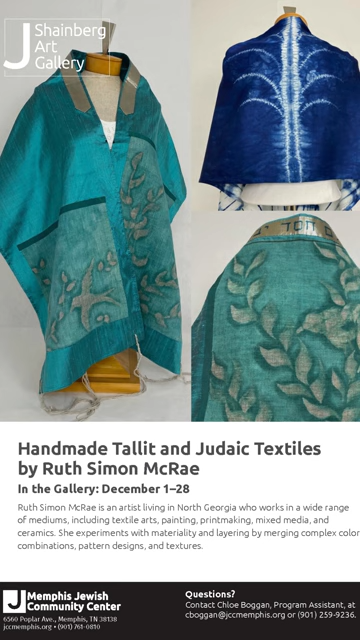 Shainberg
Art
Gallery
Handmade Tallit and Judaic Textiles
by Ruth Simon McRae
In the Gallery: December 1–28
Ruth Simon McRae is an artist living in North Georgia who works in a wide range
of mediums, including textile arts, painting, printmaking, mixed media, and
ceramics. She experiments with materiality and layering by merging complex color
combinations, pattern designs, and textures.
Memphis Jewish
Community Center
6560 Poplar Ave., Memphis, TN 38138
jccmemphis.org • (901) 761-0810
Questions?
Contact Chloe Boggan, Program Assistant, at
cboggan@jccmemphis.org or (901) 259-9236.